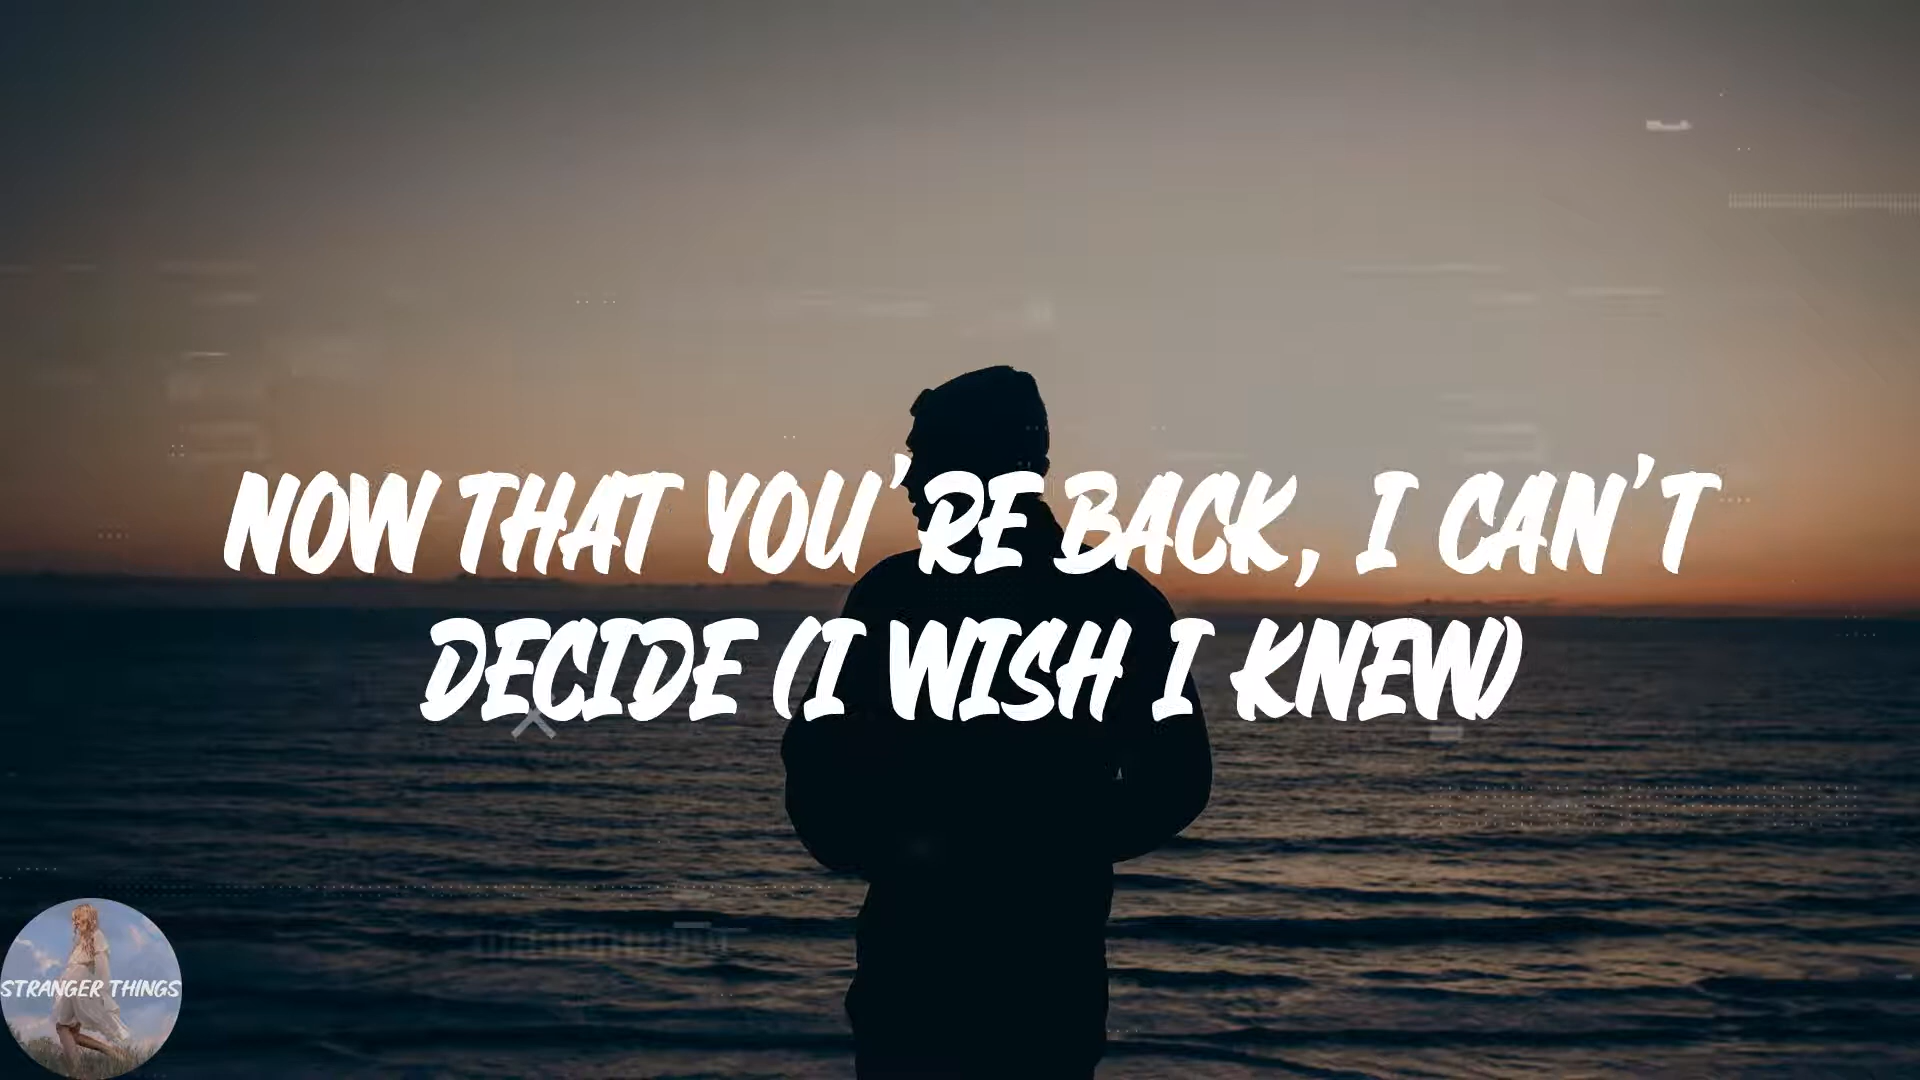 NOW THAT YOU'RE BACK, I CAN'T
DECIDE (I WISH I KNEW)
STRANGER THINGS